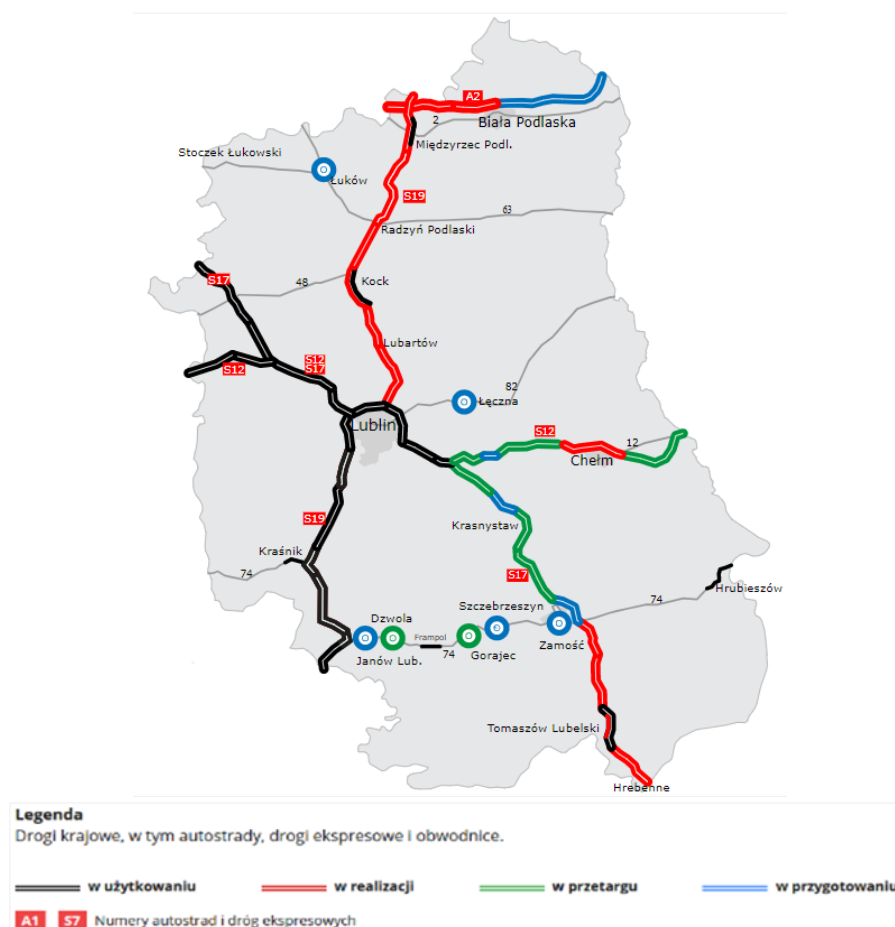 A2
2
Biała Podlaska
Międzyrzec Podl.
Stoczek Łukowski
Łuków
S19
63
Radzyń Podlaski
S17
48
Kock
Lubartów
S12
S12
S17
82
Łęczna
Lublin
S12
12
Chełm
S19
Krasnystaw
Kraśnik
74
S17
Hrubieszów
74
Szczebrzeszyn
Dzwola
Frampol
Zamość
Janów Lub.
74
Gorajec
Tomaszów Lubelski
Hrebenne
Legenda
Drogi krajowe, w tym autostrady, drogi ekspresowe i obwodnice.
w użytkowaniu w realizacji w przetargu w przygotowaniu
A1 S7 Numery autostrad i dróg ekspresowych